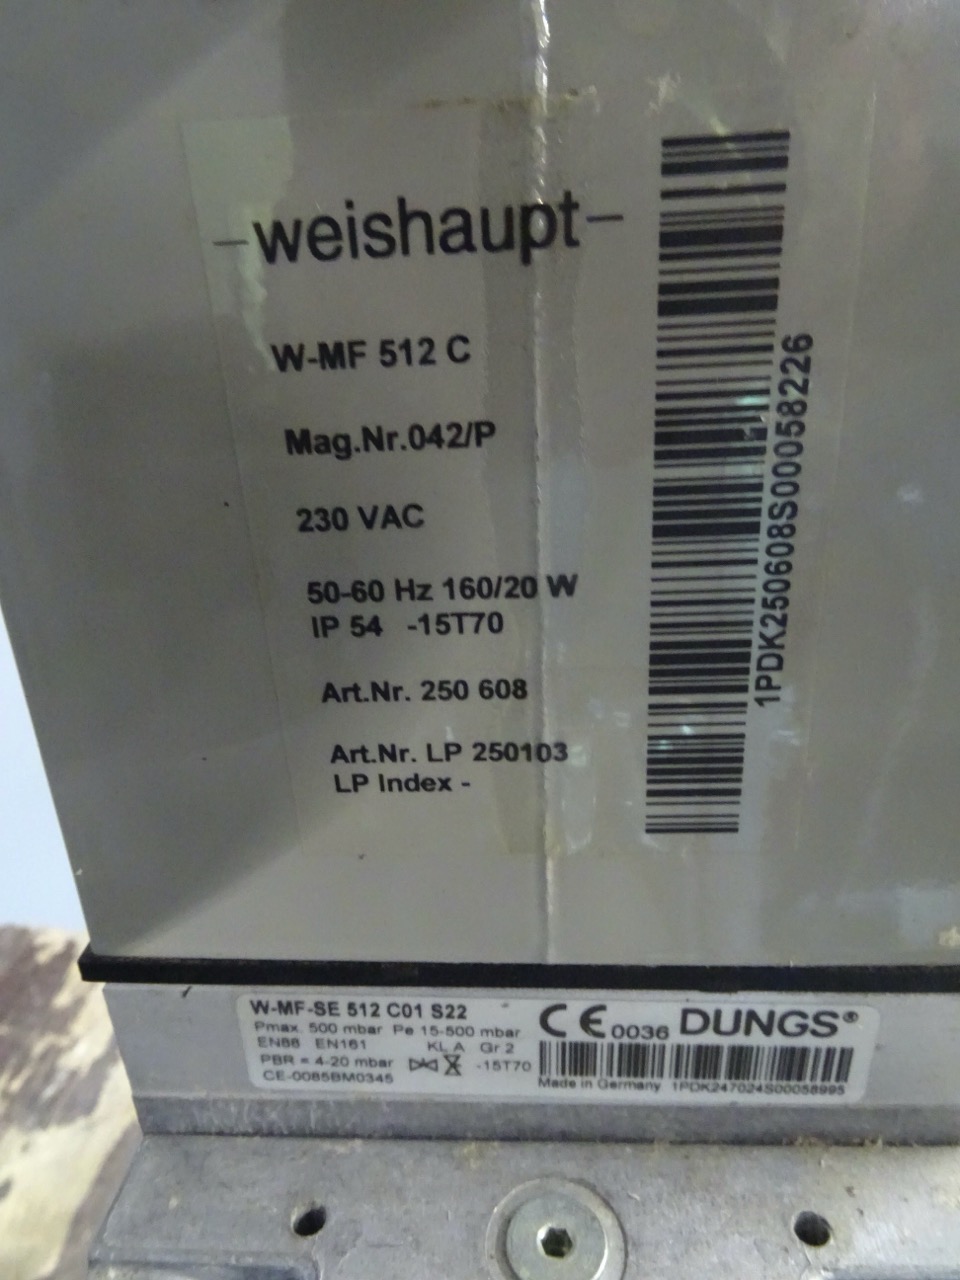 -weishaupt-
W-MF 512 C
Mag.Nr.042/P
230 VAC
50-60 Hz 160/20 W
IP 54 -15T70
Art.Nr. 250 608
Art.Nr. LP 250103
LP Index -
1PDK250608S00058226
W-MF-SE 512 C01 S22
Pmax. 500 mbar Pe 15-500 mbar
EN88 EN161 KL A Gr 2
PBR = 4-20 mbar -15T70
CE-0085BM0345
CE 0036 DUNGS®
Made in Germany 1PDK247024S00058995